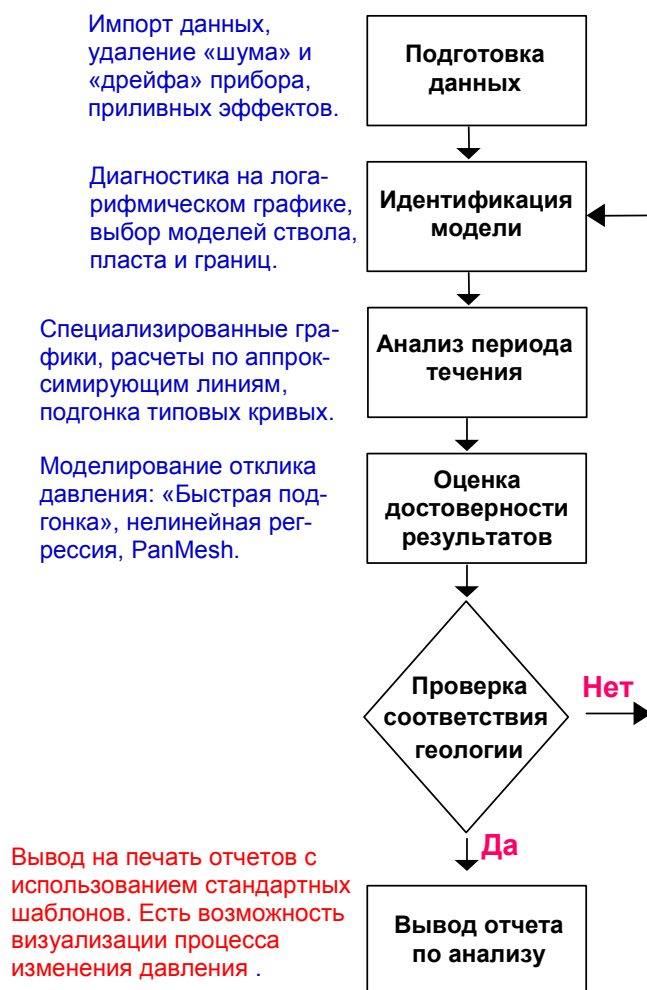 Импорт данных,
удаление «шума» и
«дрейфа» прибора,
приливных эффектов.
Подготовка
данных
Диагностика на лога-
рифмическом графике,
выбор моделей ствола,
пласта и границ.
Идентификация
модели
Специализированные гра-
фики, расчеты по аппрок-
симирующим линиям,
подгонка типовых кривых.
Анализ периода
течения
Моделирование отклика
давления: «Быстрая под-
гонка», нелинейная рег-
рессия, PanMesh.
Оценка
достоверности
результатов
Проверка
соответствия
геологии
Нет
Да
Вывод на печать отчетов с
использованием стандартных
шаблонов. Есть возможность
визуализации процесса
изменения давления .
Вывод отчета
по анализу